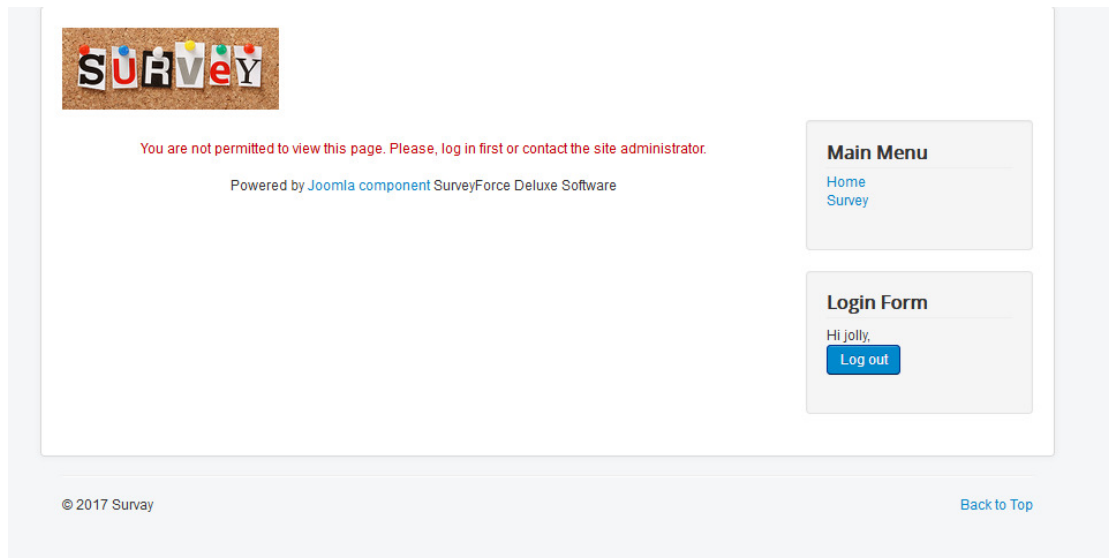 SURVeY
You are not permitted to view this page. Please, log in first or contact the site administrator.
Powered by Joomla component SurveyForce Deluxe Software
Main Menu
Home
Survey
Login Form
Hi jolly,
Log out
© 2017 Survay
Back to Top